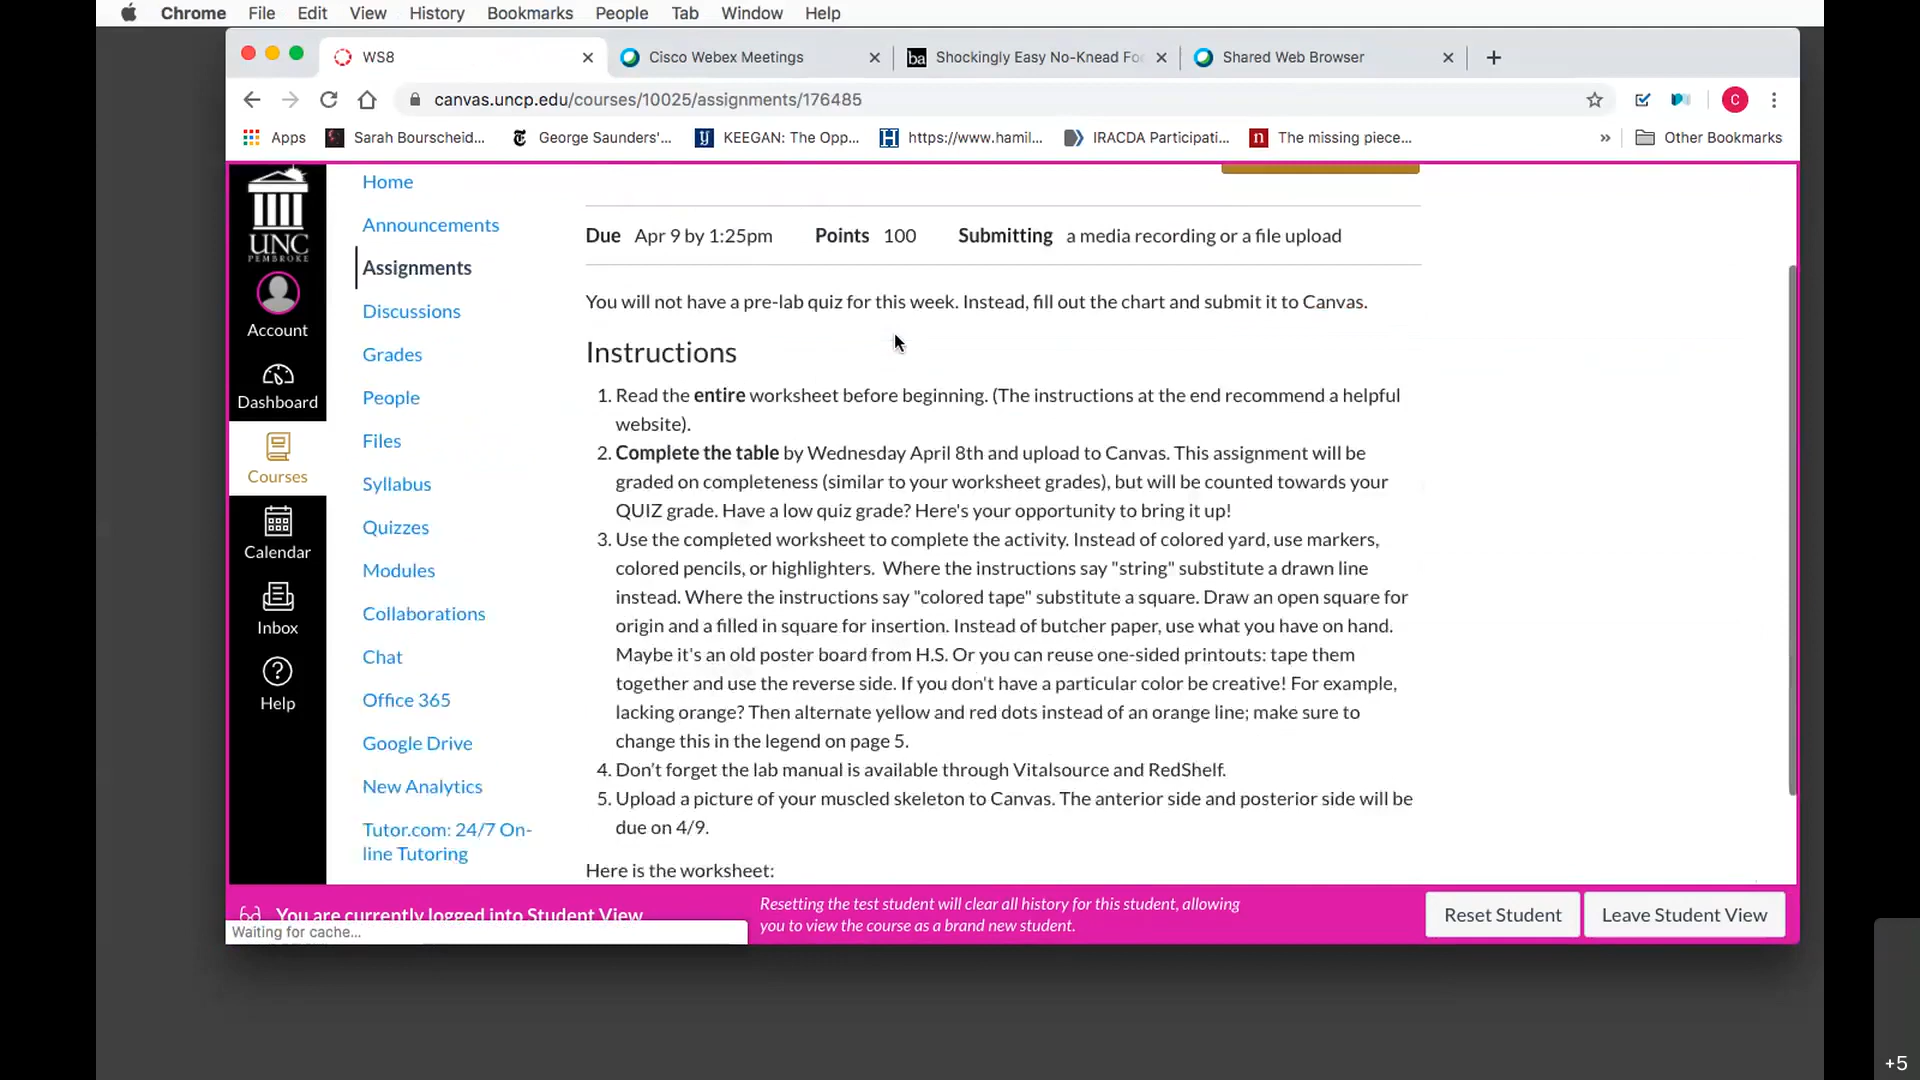 Chrome File Edit View History Bookmarks People Tab Window Help
WS8
Cisco Webex Meetings
ba Shockingly Easy No-Knead Fo
Shared Web Browser
canvas.uncp.edu/courses/10025/assignments/176485
C
Apps
Sarah Bourscheid...
George Saunders'...
KEEGAN: The Opp...
https://www.hamil...
IRACDA Participati...
The missing piece...
Other Bookmarks
UNC
PEMBROKE
Account
Dashboard
Courses
Calendar
Inbox
Help
Home
Announcements
Assignments
Discussions
Grades
People
Files
Syllabus
Quizzes
Modules
Collaborations
Chat
Office 365
Google Drive
New Analytics
Tutor.com: 24/7 On-
line Tutoring
Due Apr 9 by 1:25pm Points 100 Submitting a media recording or a file upload
You will not have a pre-lab quiz for this week. Instead, fill out the chart and submit it to Canvas.
Instructions
1. Read the entire worksheet before beginning. (The instructions at the end recommend a helpful
website).
2. Complete the table by Wednesday April 8th and upload to Canvas. This assignment will be
graded on completeness (similar to your worksheet grades), but will be counted towards your
QUIZ grade. Have a low quiz grade? Here's your opportunity to bring it up!
3. Use the completed worksheet to complete the activity. Instead of colored yard, use markers,
colored pencils, or highlighters. Where the instructions say "string" substitute a drawn line
instead. Where the instructions say "colored tape" substitute a square. Draw an open square for
origin and a filled in square for insertion. Instead of butcher paper, use what you have on hand.
Maybe it's an old poster board from H.S. Or you can reuse one-sided printouts: tape them
together and use the reverse side. If you don't have a particular color be creative! For example,
lacking orange? Then alternate yellow and red dots instead of an orange line; make sure to
change this in the legend on page 5.
4. Don't forget the lab manual is available through Vitalsource and RedShelf.
5. Upload a picture of your muscled skeleton to Canvas. The anterior side and posterior side will be
due on 4/9.
Here is the worksheet:
You are currently logged into Student View
Waiting for cache...
Resetting the test student will clear all history for this student, allowing
you to view the course as a brand new student.
Reset Student
Leave Student View
+5